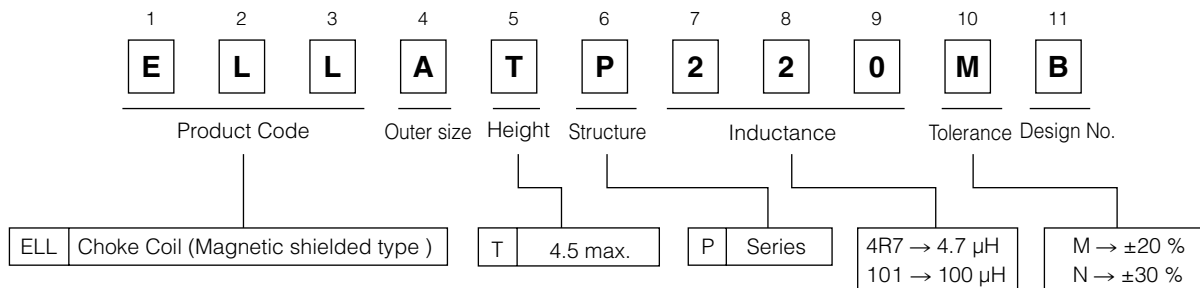 1 2 3 4 5 6 7 8 9 10 11
E L L A T P 2 2 0 M B
Product Code Outer size Height Structure Inductance Tolerance Design No.
ELL Choke Coil (Magnetic shielded type ) T 4.5 max. P Series 4R7 → 4.7 μH M → ±20 %
101 → 100 μH N → ±30 %